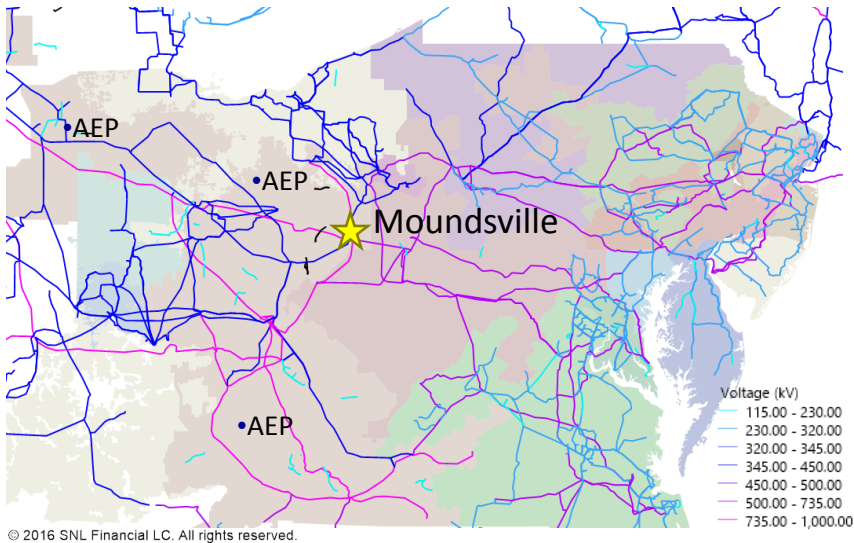 AEP
AEP
Moundsville
AEP
Voltage (kV)
115.00 - 230.00
230.00 - 320.00
320.00 - 345.00
345.00 - 450.00
450.00 - 500.00
500.00 - 735.00
735.00 - 1,000.00
© 2016 SNL Financial LC. All rights reserved.